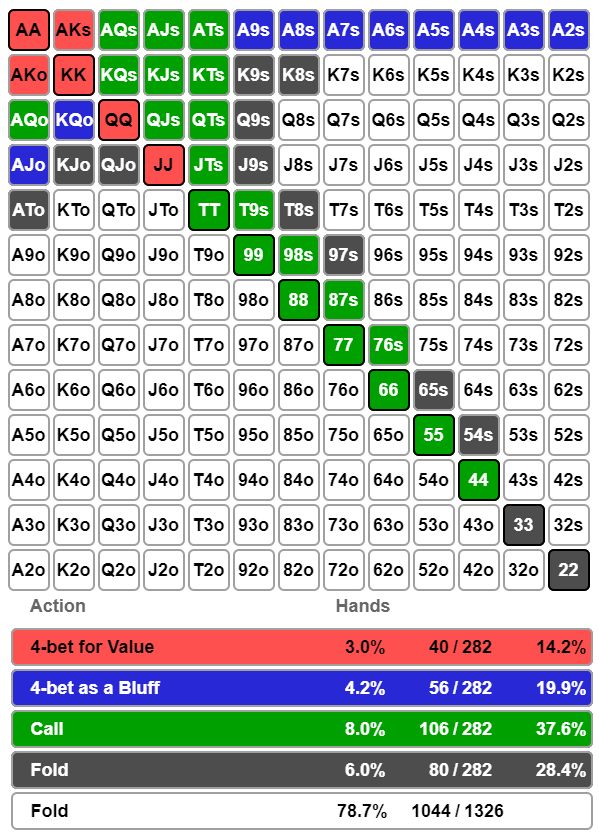 AA AKs AQs AJs ATs A9s A8s A7s A6s A5s A4s A3s A2s
AKo KK KQs KJs KTs K9s K8s K7s K6s K5s K4s K3s K2s
AQo KQo QQ QJs QTs Q9s Q8s Q7s Q6s Q5s Q4s Q3s Q2s
AJo KJo QJo JJ JTs J9s J8s J7s J6s J5s J4s J3s J2s
ATo KTo QTo JTo TT T9s T8s T7s T6s T5s T4s T3s T2s
A9o K9o Q9o J9o T9o 99 98s 97s 96s 95s 94s 93s 92s
A8o K8o Q8o J8o T8o 98o 88 87s 86s 85s 84s 83s 82s
A7o K7o Q7o J7o T7o 97o 87o 77 76s 75s 74s 73s 72s
A6o K6o Q6o J6o T6o 96o 86o 76o 66 65s 64s 63s 62s
A5o K5o Q5o J5o T5o 95o 85o 75o 65o 55 54s 53s 52s
A4o K4o Q4o J4o T4o 94o 84o 74o 64o 54o 44 43s 42s
A3o K3o Q3o J3o T3o 93o 83o 73o 63o 53o 43o 33 32s
A2o K2o Q2o J2o T2o 92o 82o 72o 62o 52o 42o 32o 22
Action Hands
4-bet for Value 3.0% 40 / 282 14.2%
4-bet as a Bluff 4.2% 56 / 282 19.9%
Call 8.0% 106 / 282 37.6%
Fold 6.0% 80 / 282 28.4%
Fold 78.7% 1044 / 1326